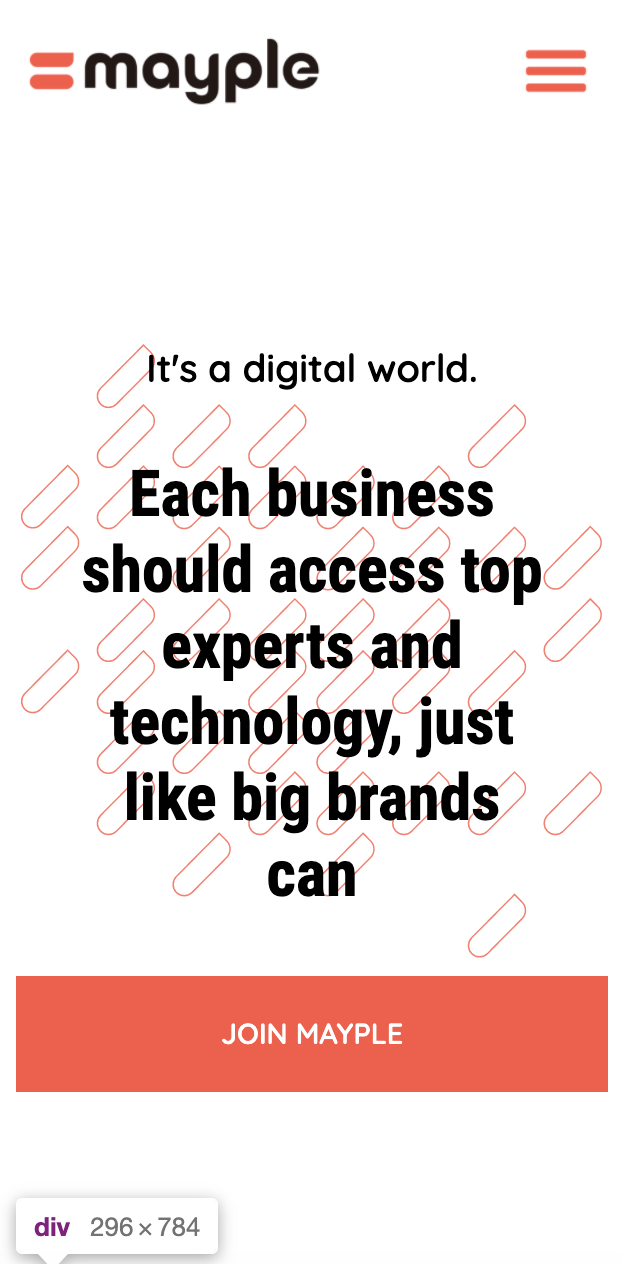 mayple
It's a digital world.
Each business
should access top
experts and
technology, just
like big brands
can
JOIN MAYPLE
div 296 × 784